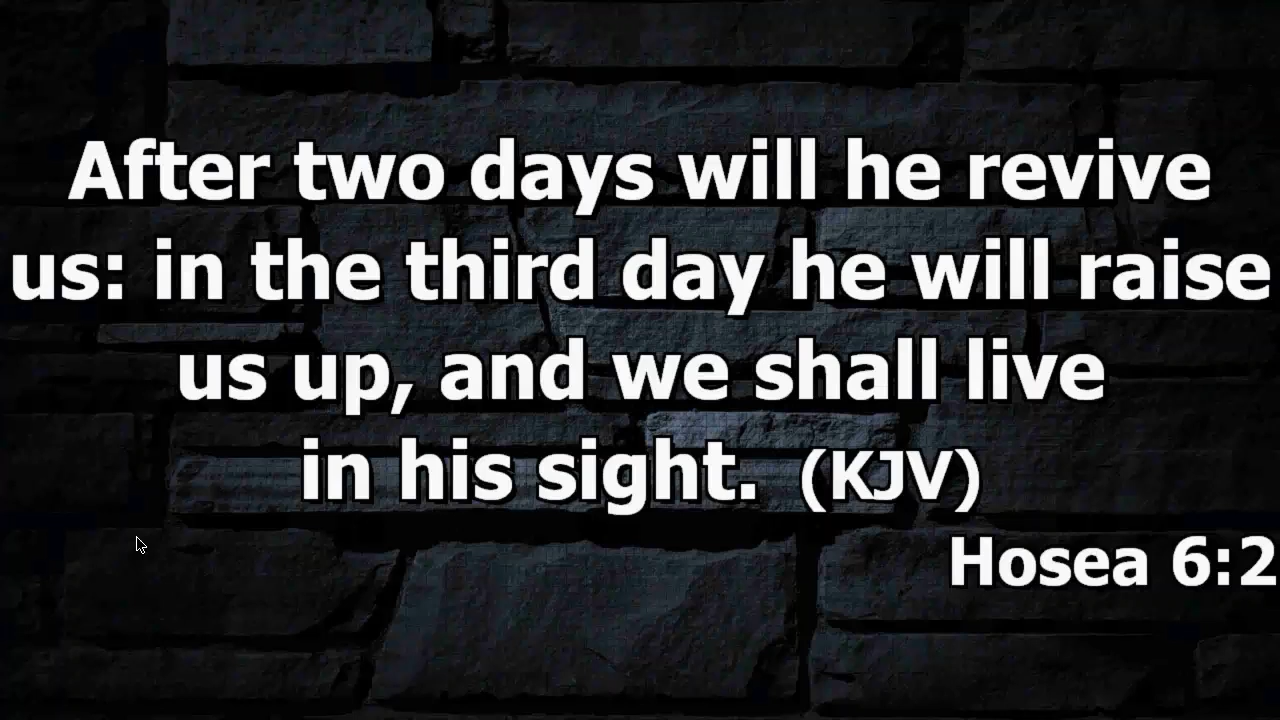 After two days will he revive
us: in the third day he will raise
us up, and we shall live
in his sight. (KJV)
Hosea 6:2